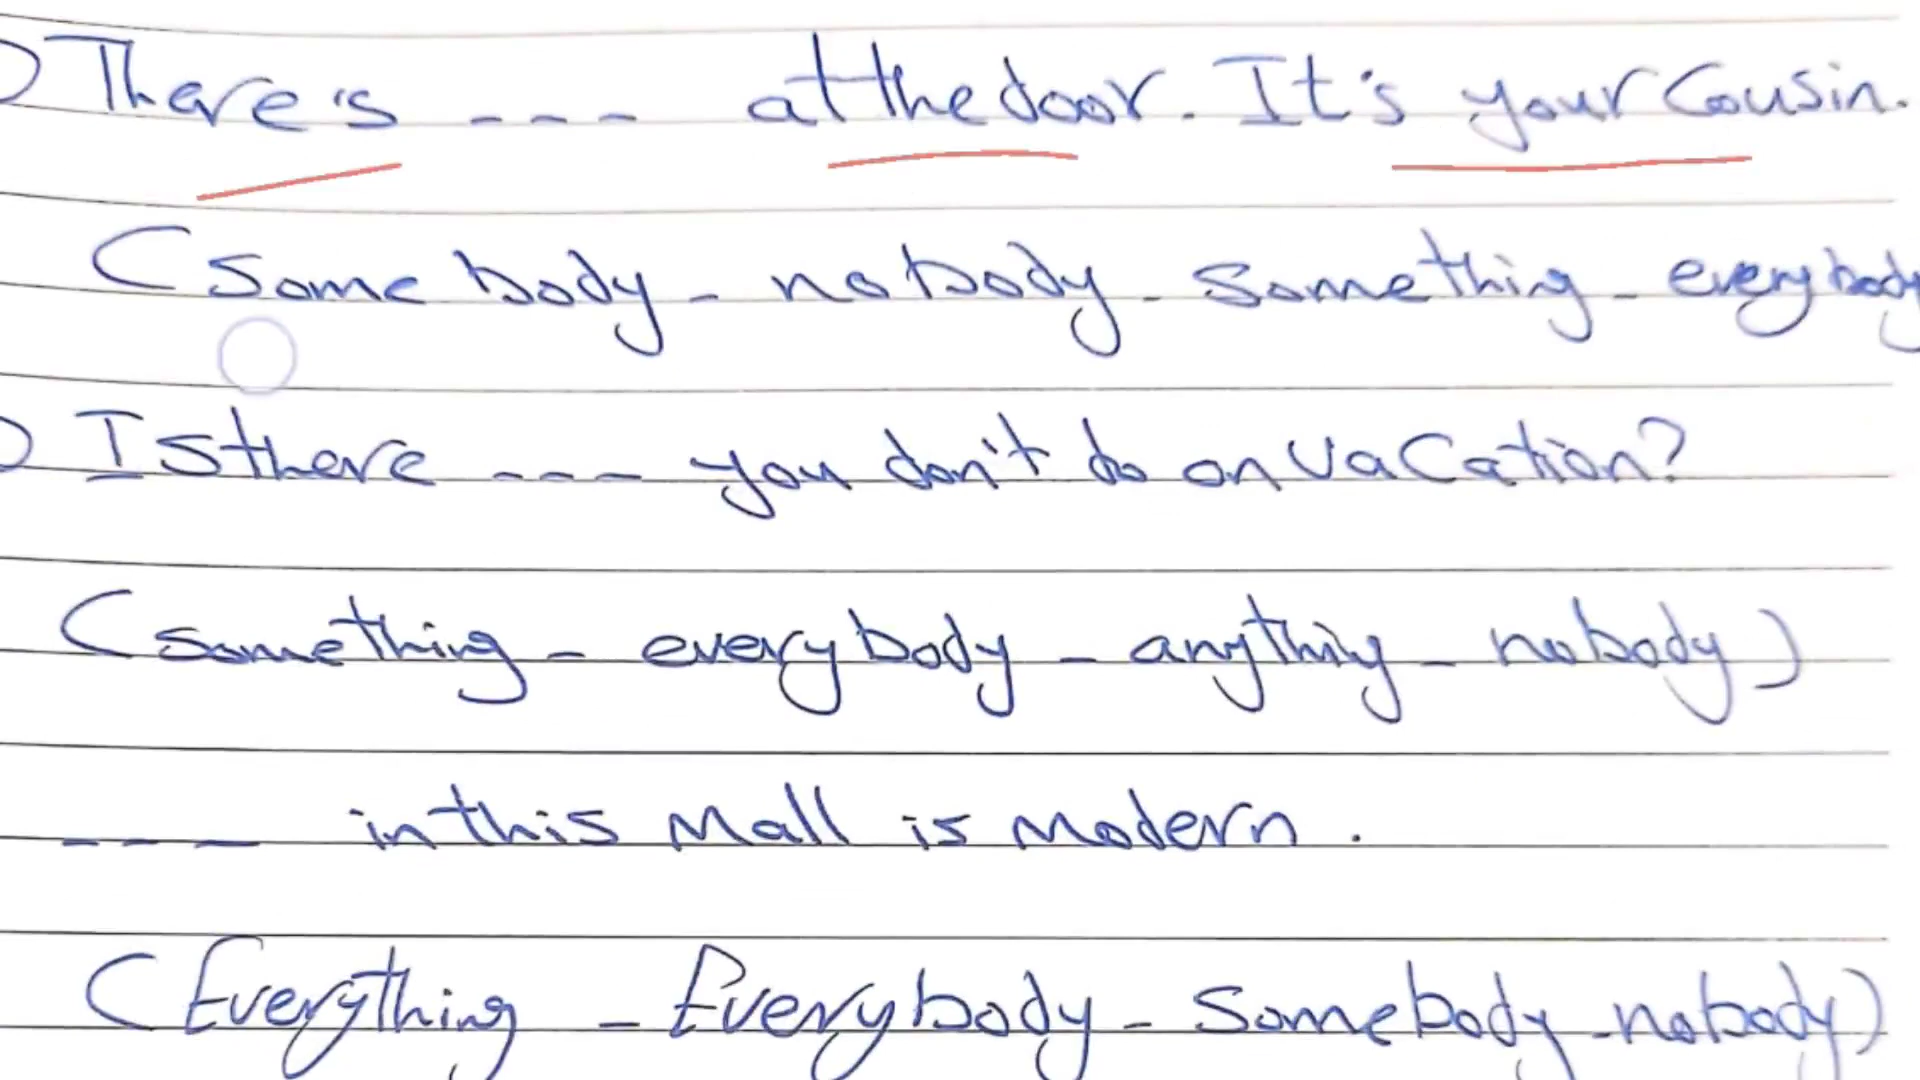 There's --- at the door. It's your Cousin.
(Somebody - nobody - something - everybody
Is there --- you don't do on vacation?
(something - everybody - anything - nobody)
--- in this Mall is modern.
(Everything - Everybody - Somebody - nobody)